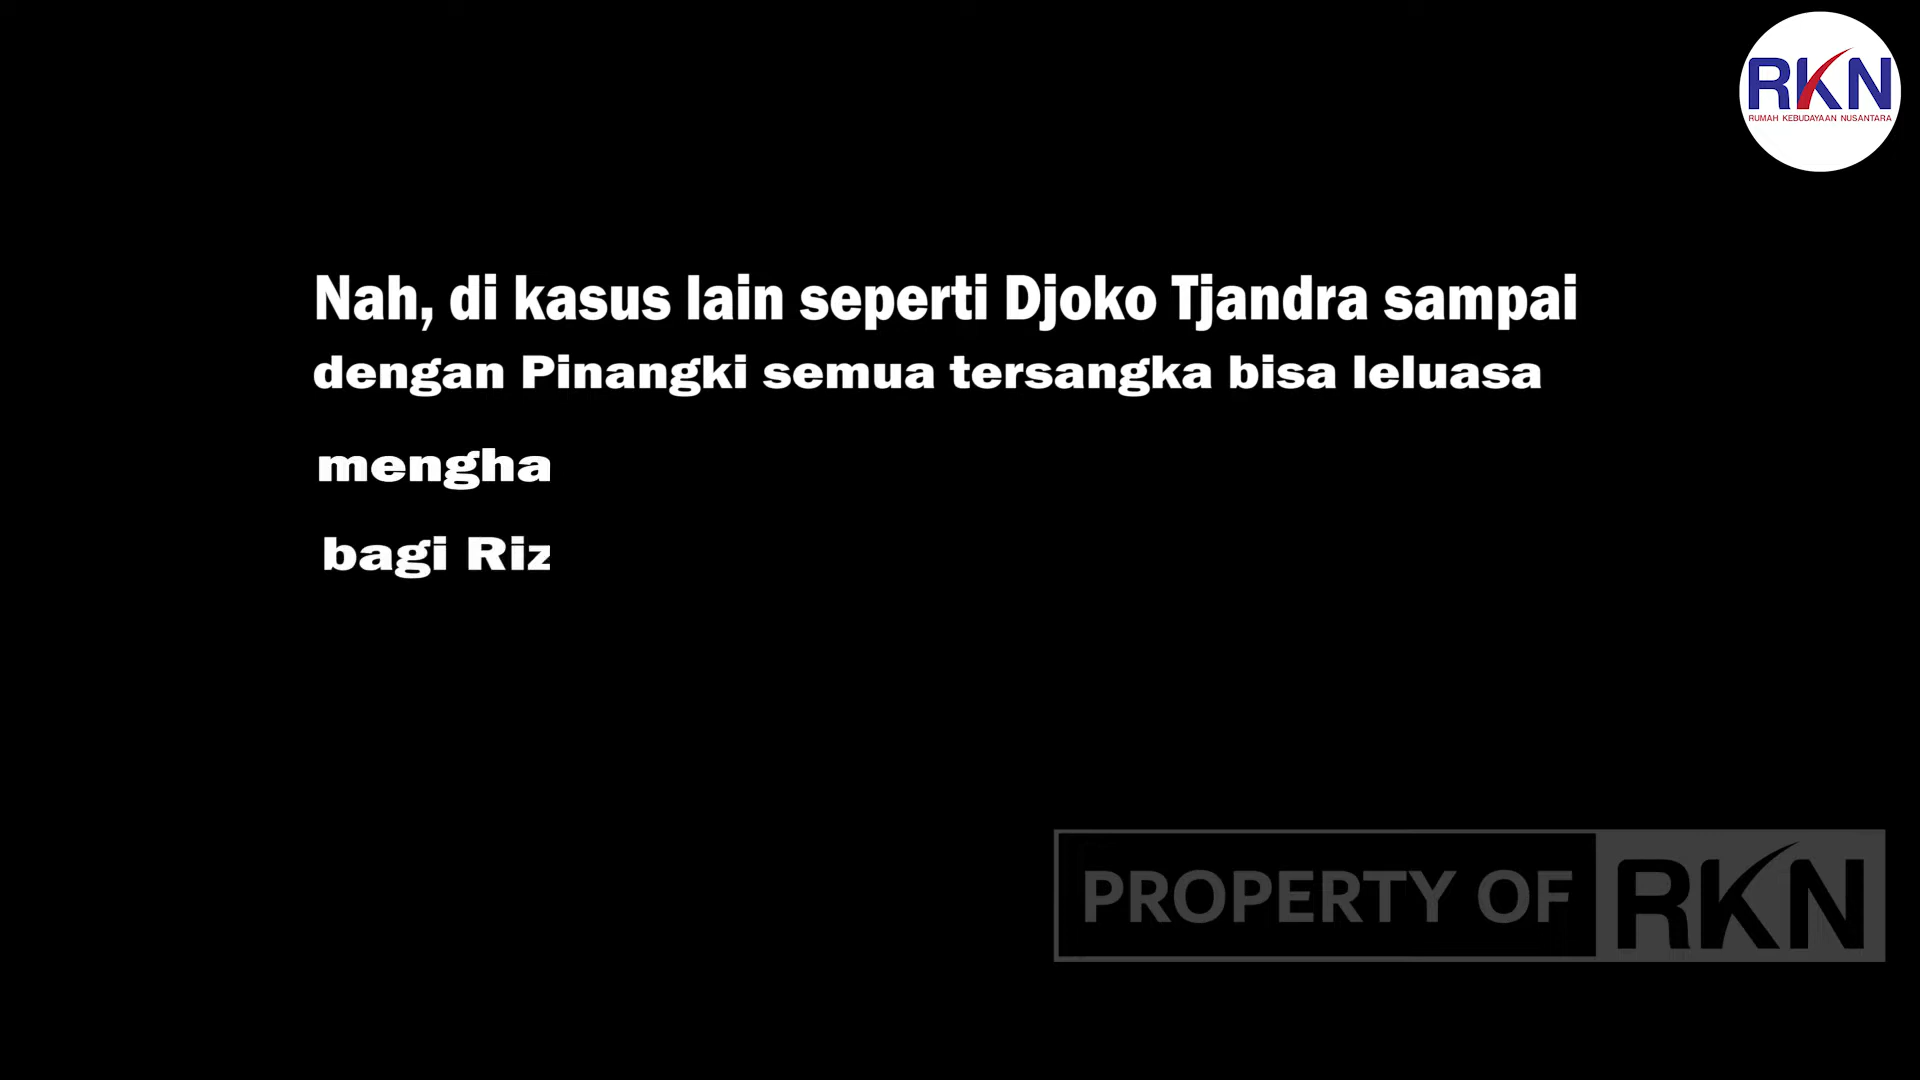 RKN
RUMAH KEBUDAYAAN NUSANTARA
Nah, di kasus lain seperti Djoko Tjandra sampai
dengan Pinangki semua tersangka bisa leluasa
mengha
bagi Riz
PROPERTY OF RKN